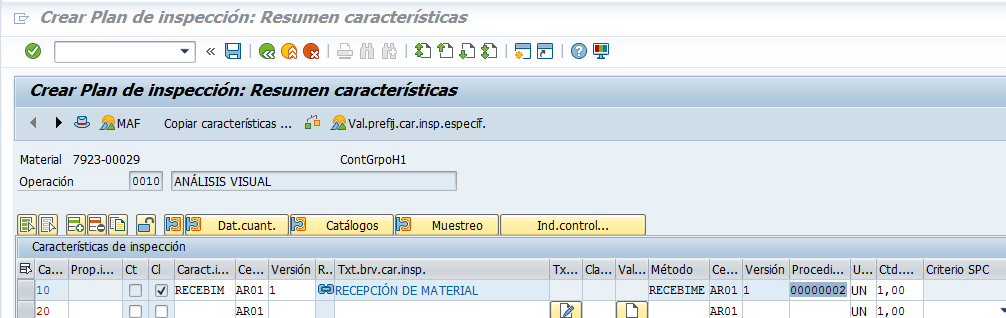 Crear Plan de inspección: Resumen características
Crear Plan de inspección: Resumen características
MAF Copiar características ... Val.prefij.car.insp.específ.
Material 7923-00029 ContGrpoH1
Operación 0010 ANÁLISIS VISUAL
Dat.cuant. Catálogos Muestreo Ind.control...
Características de inspección
Ca... Prop.i... Ct Cl Caract.i... Ce... Versión R.. Txt.brv.car.insp. Tx... Cla... Val... Método Ce... Versión Procedi... U... Ctd.... Criterio SPC
10 RECEBIM AR01 1 RECEPCIÓN DE MATERIAL RECEBIME AR01 1 00000002 UN 1,00
20 AR01 AR01 UN 1,00